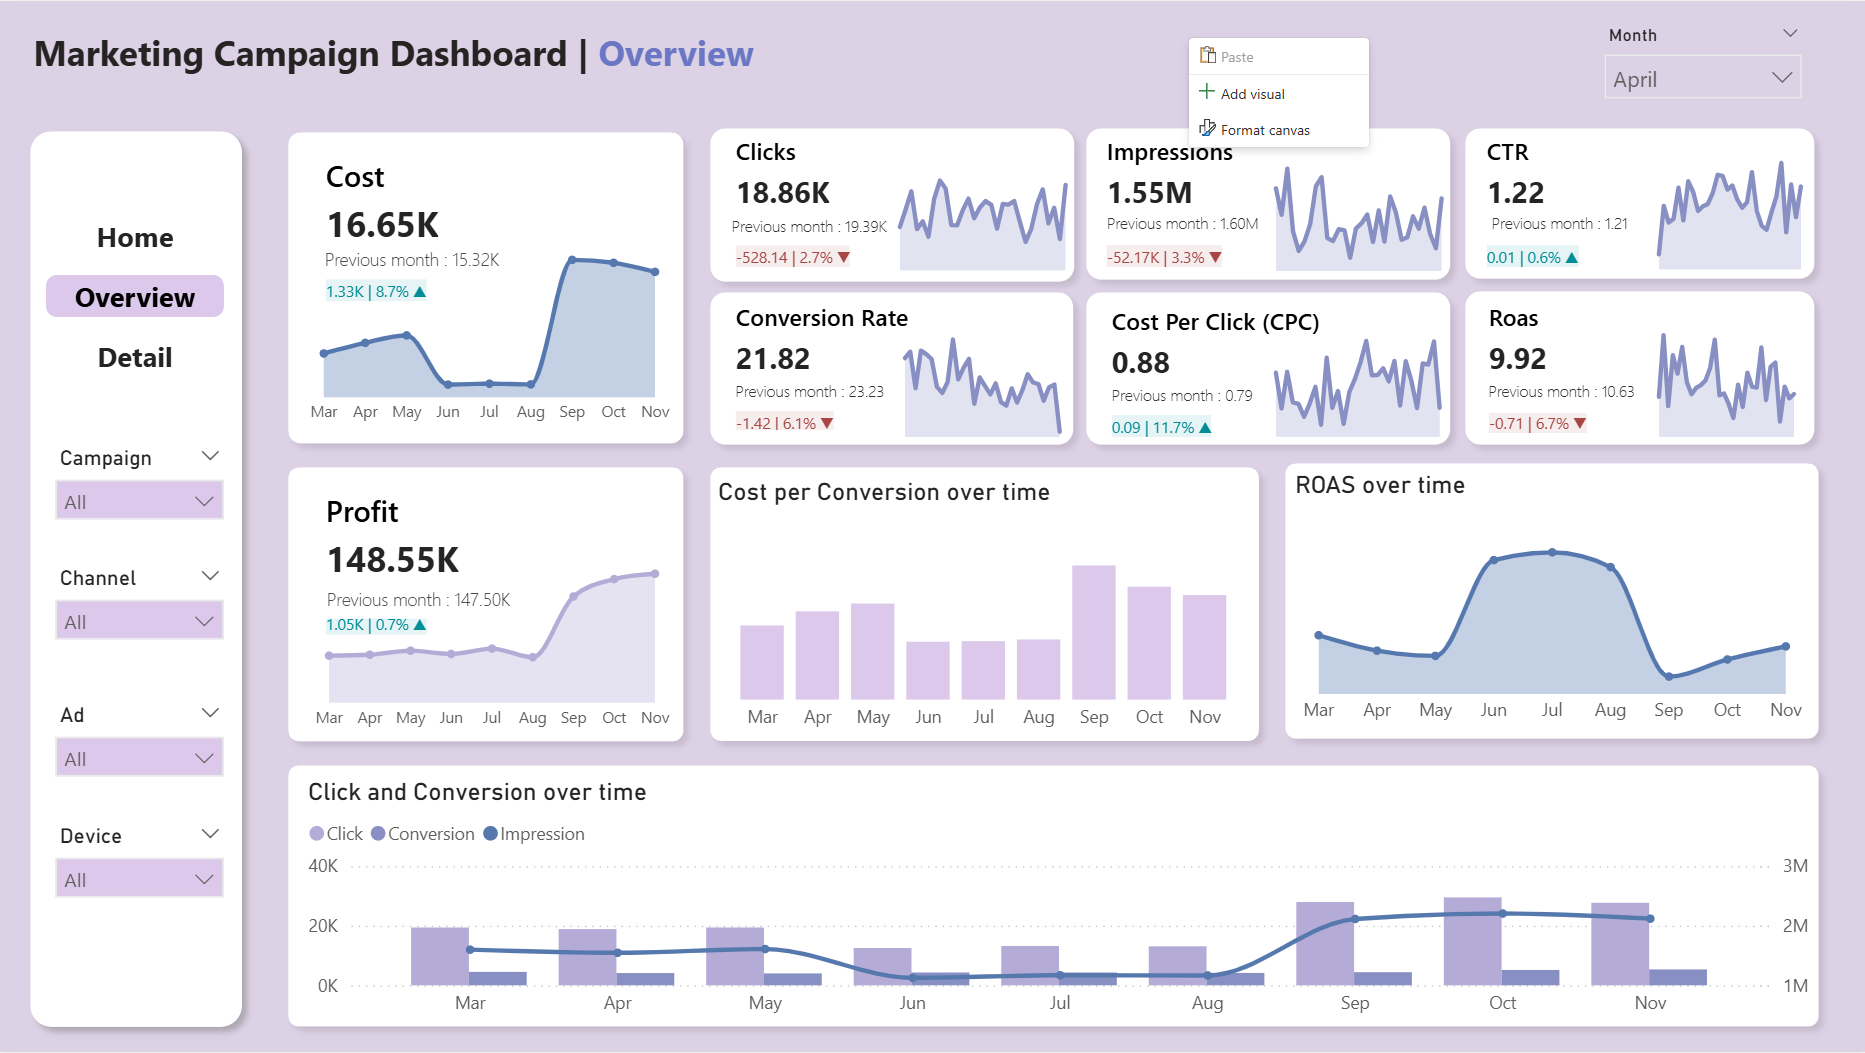 Marketing Campaign Dashboard | Overview
Paste
Add visual
Format canvas
Month
April
Home
Overview
Detail
Campaign
All
Channel
All
Ad
All
Device
All
Cost
16.65K
Previous month : 15.32K
1.33K | 8.7% ▲
Mar Apr May Jun Jul Aug Sep Oct Nov
Clicks
18.86K
Previous month : 19.39K
-528.14 | 2.7% ▼
Impressions
1.55M
Previous month : 1.60M
-52.17K | 3.3% ▼
CTR
1.22
Previous month : 1.21
0.01 | 0.6% ▲
Conversion Rate
21.82
Previous month : 23.23
-1.42 | 6.1% ▼
Cost Per Click (CPC)
0.88
Previous month : 0.79
0.09 | 11.7% ▲
Roas
9.92
Previous month : 10.63
-0.71 | 6.7% ▼
Profit
148.55K
Previous month : 147.50K
1.05K | 0.7% ▲
Mar Apr May Jun Jul Aug Sep Oct Nov
Cost per Conversion over time
Mar Apr May Jun Jul Aug Sep Oct Nov
ROAS over time
Mar Apr May Jun Jul Aug Sep Oct Nov
Click and Conversion over time
Click Conversion Impression
40K 3M
20K 2M
0K 1M
Mar Apr May Jun Jul Aug Sep Oct Nov